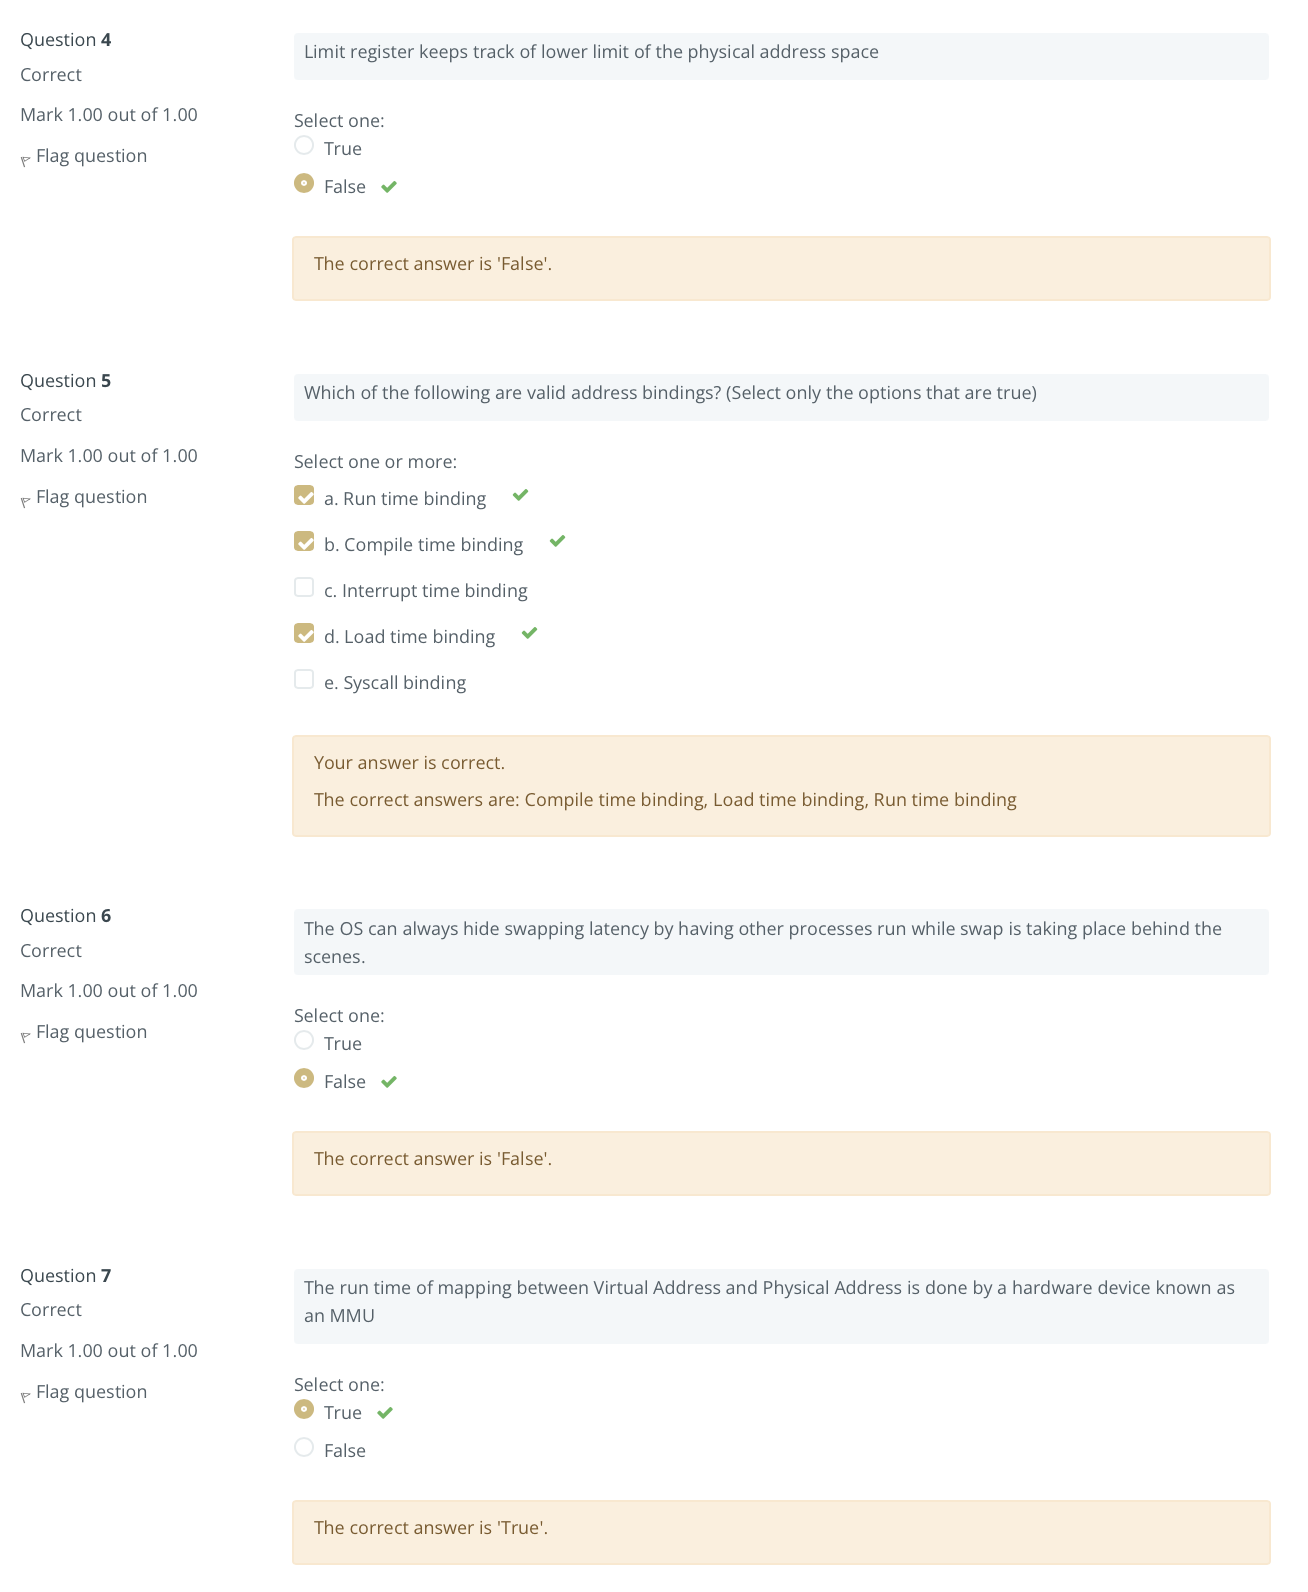 Question 4
Correct
Mark 1.00 out of 1.00
Flag question
Limit register keeps track of lower limit of the physical address space
Select one:
True
False
The correct answer is 'False'.
Question 5
Correct
Mark 1.00 out of 1.00
Flag question
Which of the following are valid address bindings? (Select only the options that are true)
Select one or more:
a. Run time binding
b. Compile time binding
c. Interrupt time binding
d. Load time binding
e. Syscall binding
Your answer is correct.
The correct answers are: Compile time binding, Load time binding, Run time binding
Question 6
Correct
Mark 1.00 out of 1.00
Flag question
The OS can always hide swapping latency by having other processes run while swap is taking place behind the
scenes.
Select one:
True
False
The correct answer is 'False'.
Question 7
Correct
Mark 1.00 out of 1.00
Flag question
The run time of mapping between Virtual Address and Physical Address is done by a hardware device known as
an MMU
Select one:
True
False
The correct answer is 'True'.